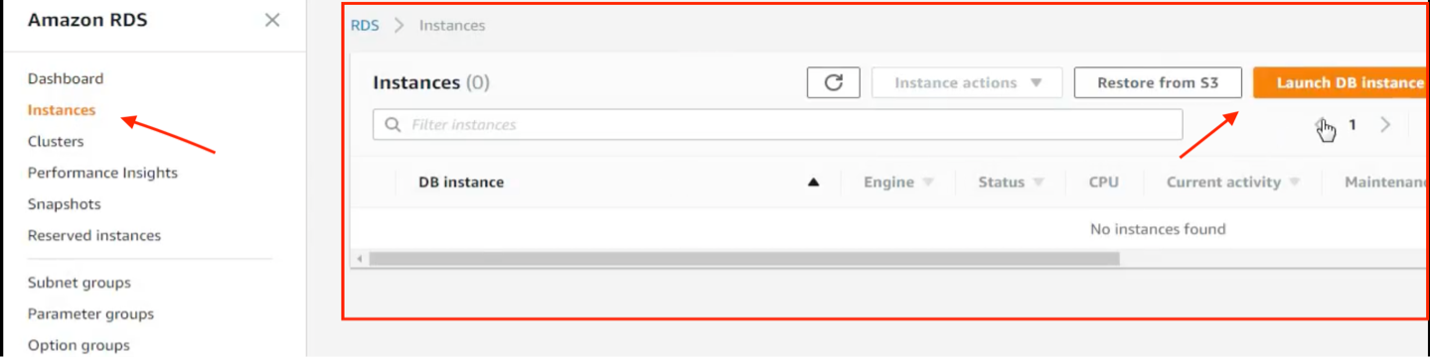 Amazon RDS
Dashboard
Instances
Clusters
Performance Insights
Snapshots
Reserved instances
Subnet groups
Parameter groups
Option groups
RDS > Instances
Instances (0)
Instance actions
Restore from S3
Launch DB instance
Filter instances
1
DB instance Engine Status CPU Current activity Maintenanc
No instances found